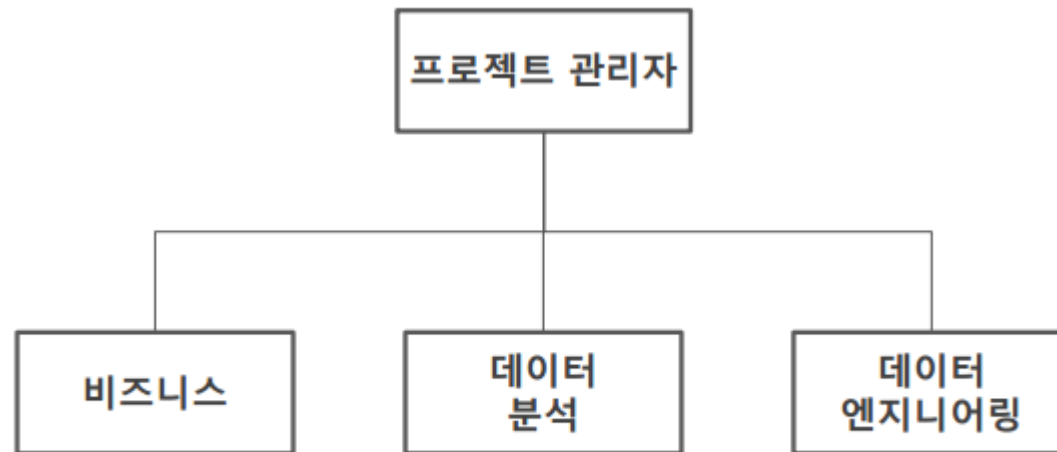 프로젝트 관리자
비즈니스
데이터
분석
데이터
엔지니어링